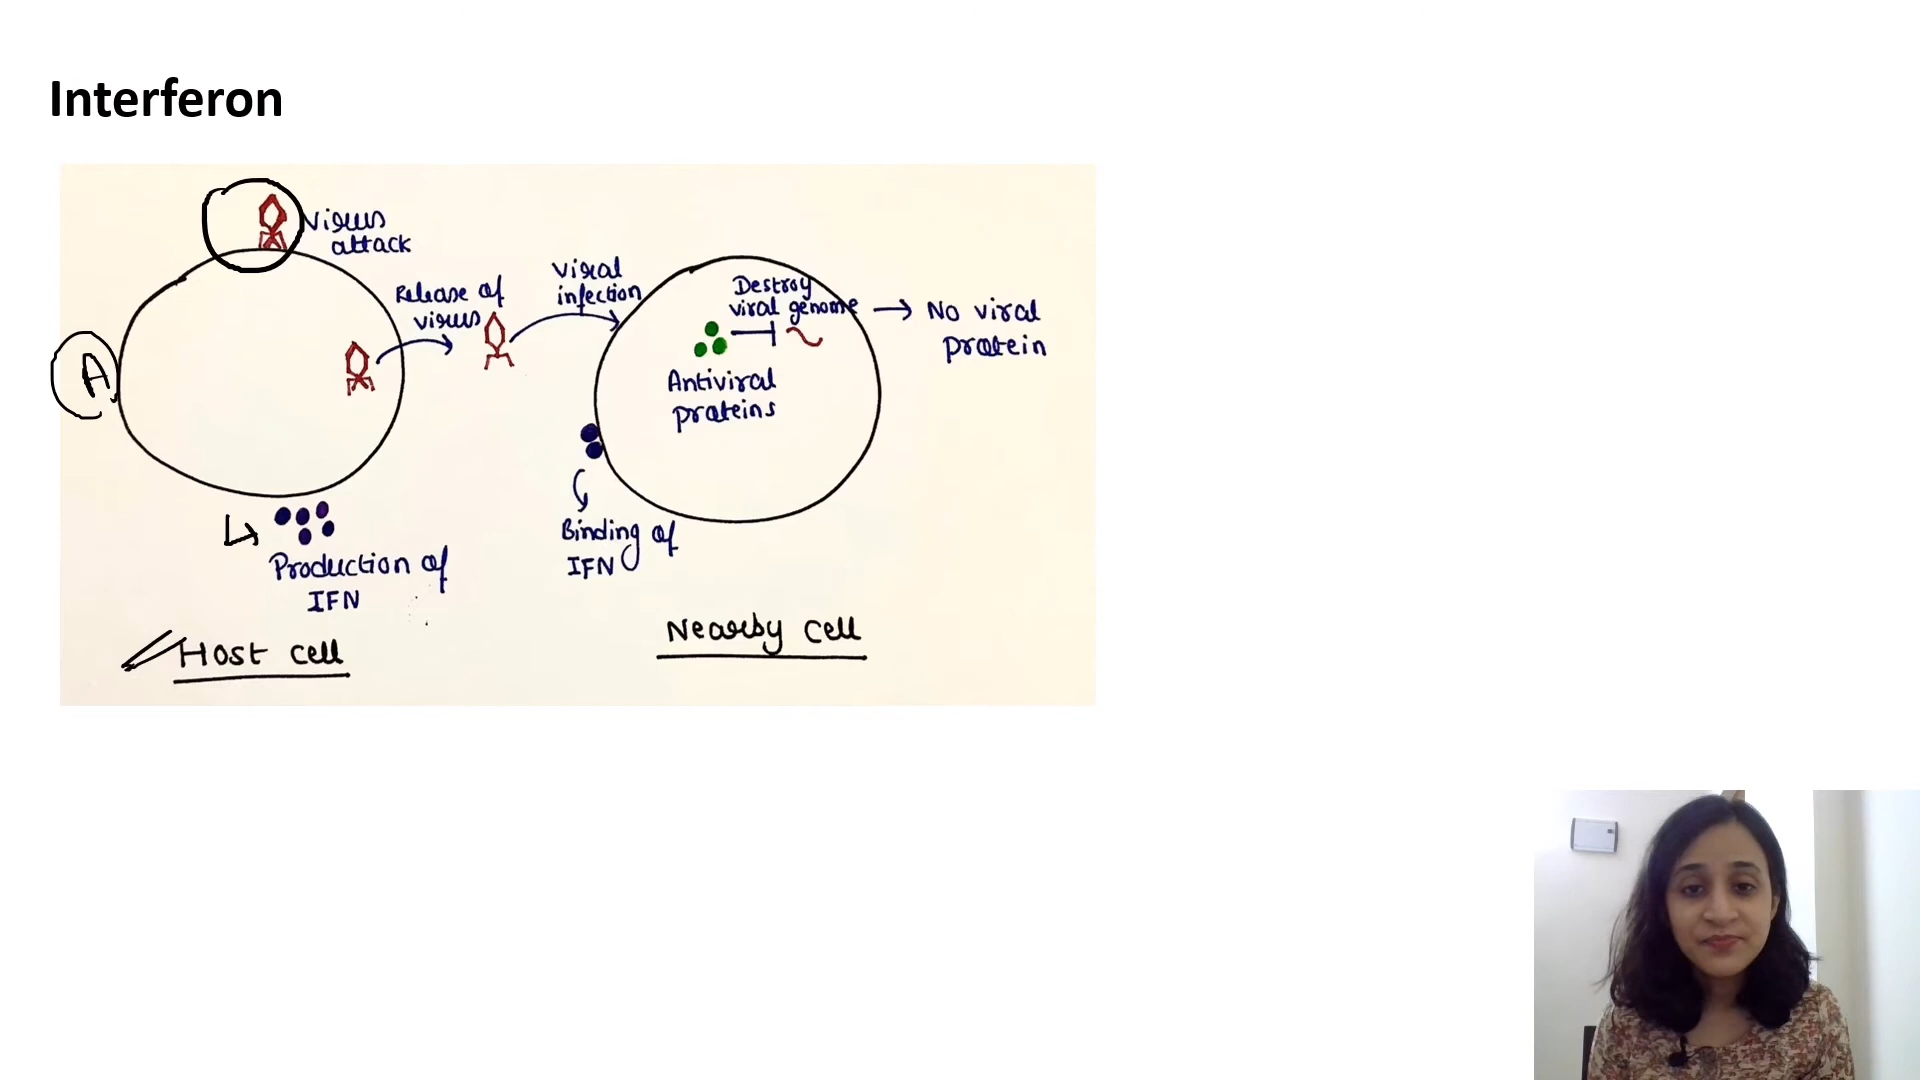 Interferon
Virus
attack
Release of
virus
Viral
infection
Destroy
viral genome
No viral
protein
A
Antiviral
proteins
Binding of
IFN
Production of
IFN
Host cell
Nearby cell